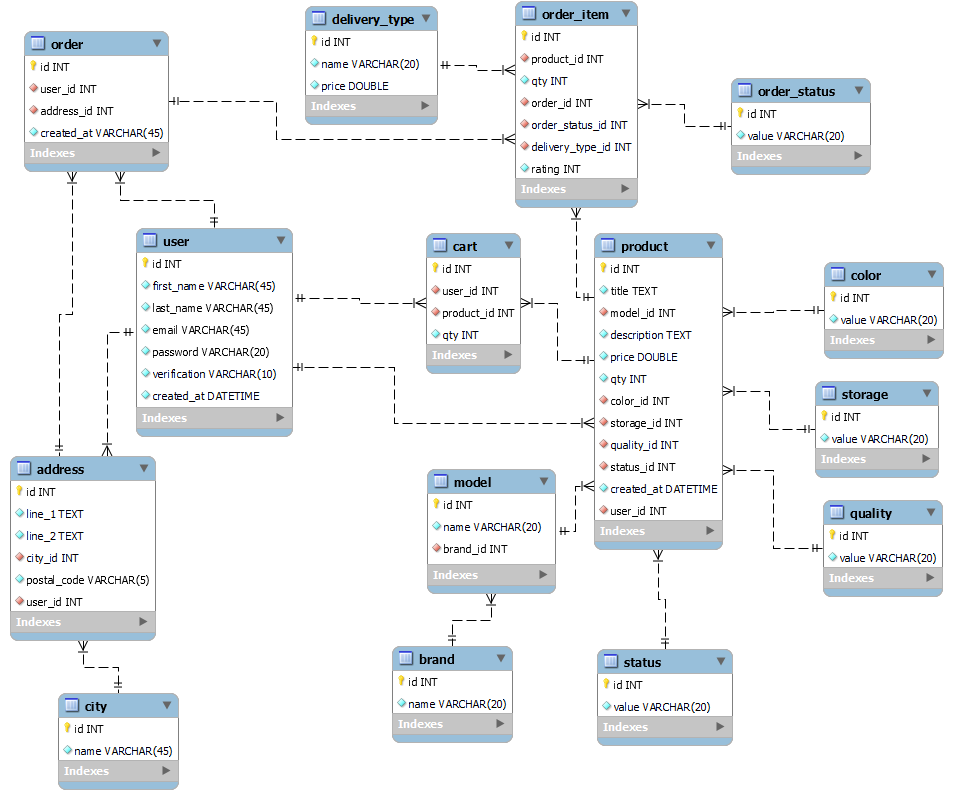 order
id INT
user_id INT
address_id INT
created_at VARCHAR(45)
Indexes
delivery_type
id INT
name VARCHAR(20)
price DOUBLE
Indexes
order_item
id INT
product_id INT
qty INT
order_id INT
order_status_id INT
delivery_type_id INT
rating INT
Indexes
order_status
id INT
value VARCHAR(20)
Indexes
user
id INT
first_name VARCHAR(45)
last_name VARCHAR(45)
email VARCHAR(45)
password VARCHAR(20)
verification VARCHAR(10)
created_at DATETIME
Indexes
cart
id INT
user_id INT
product_id INT
qty INT
Indexes
product
id INT
title TEXT
model_id INT
description TEXT
price DOUBLE
qty INT
color_id INT
storage_id INT
quality_id INT
status_id INT
created_at DATETIME
user_id INT
Indexes
color
id INT
value VARCHAR(20)
Indexes
storage
id INT
value VARCHAR(20)
Indexes
quality
id INT
value VARCHAR(20)
Indexes
address
id INT
line_1 TEXT
line_2 TEXT
city_id INT
postal_code VARCHAR(5)
user_id INT
Indexes
model
id INT
name VARCHAR(20)
brand_id INT
Indexes
brand
id INT
name VARCHAR(20)
Indexes
status
id INT
value VARCHAR(20)
Indexes
city
id INT
name VARCHAR(45)
Indexes